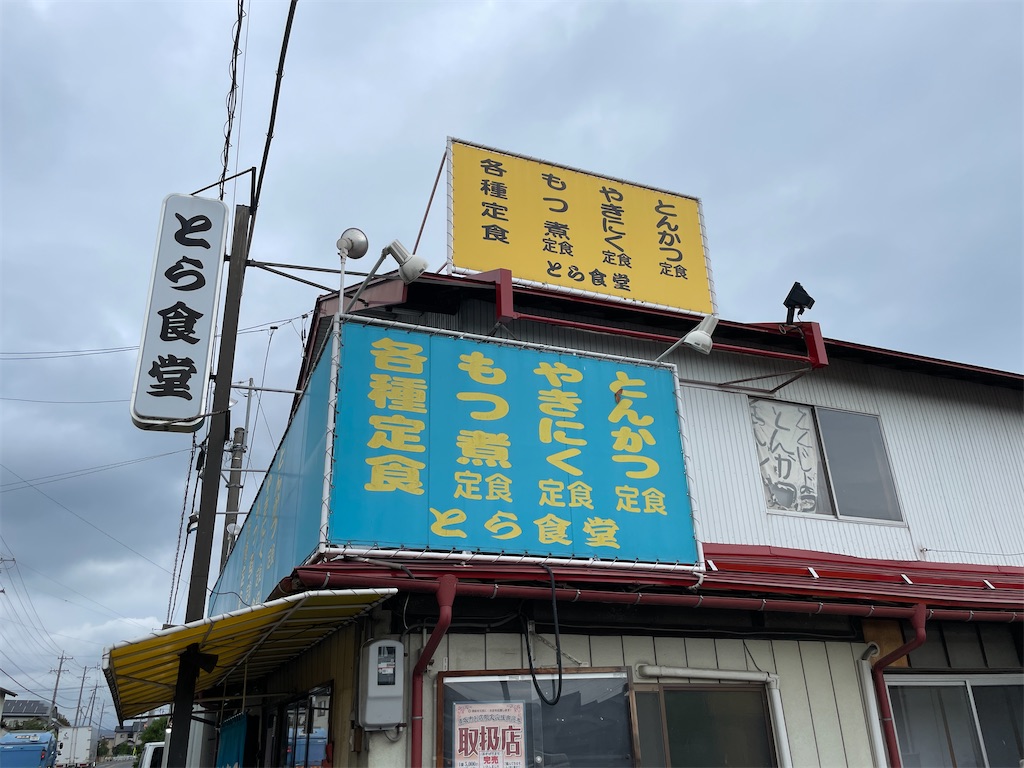 とら食堂
とんかつ定食
やきにく定食
もつ煮定食
各種定食
とら食堂
とんかつ定食
やきにく定食
もつ煮定食
各種定食
とら食堂
取扱店
完売